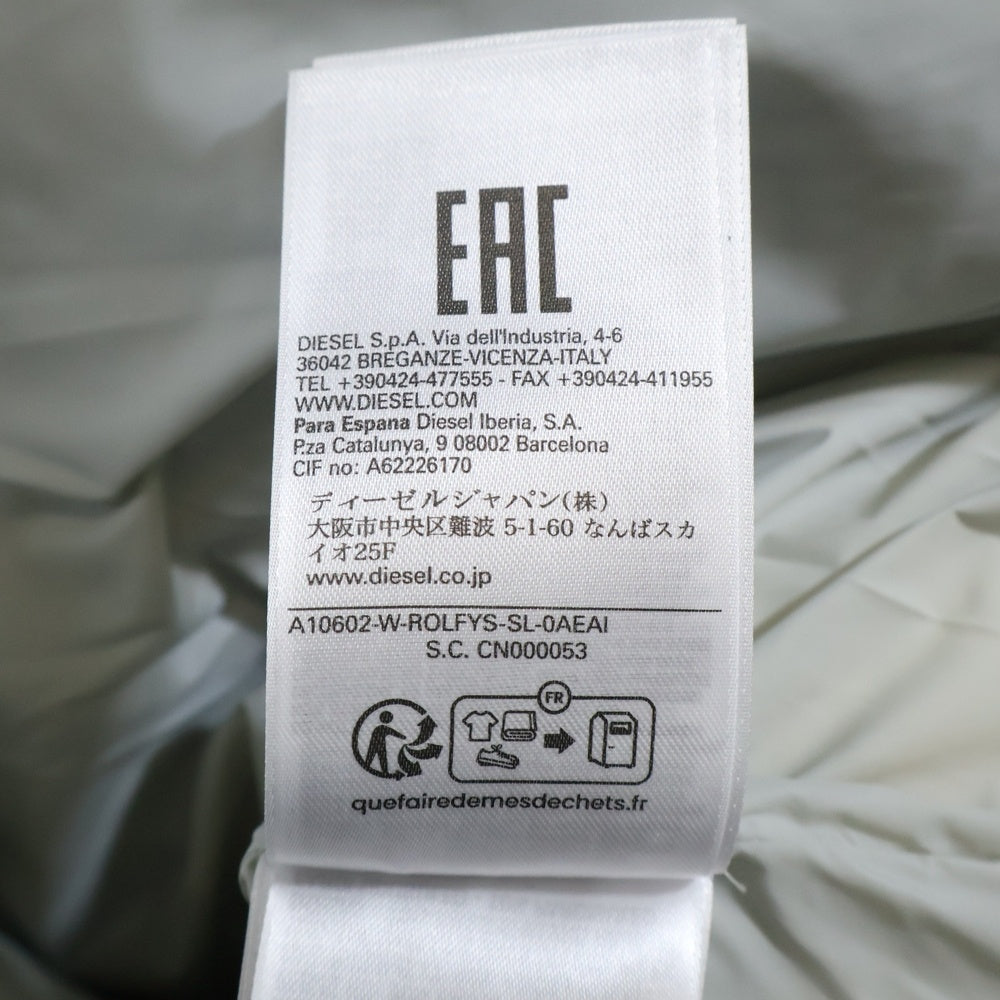 EAC
DIESEL S.p.A. Via dell'Industria, 4-6
36042 BREGANZE-VICENZA-ITALY
TEL +390424-477555 - FAX +390424-411955
WWW.DIESEL.COM
Para Espana Diesel Iberia, S.A.
P.za Catalunya, 9 08002 Barcelona
CIF no: A62226170
ディーゼルジャパン(株)
大阪市中央区難波 5-1-60 なんばスカ
イオ25F
www.diesel.co.jp
A10602-W-ROLFYS-SL-0AEAI
S.C. CN000053
FR
quefairedemesdechets.fr